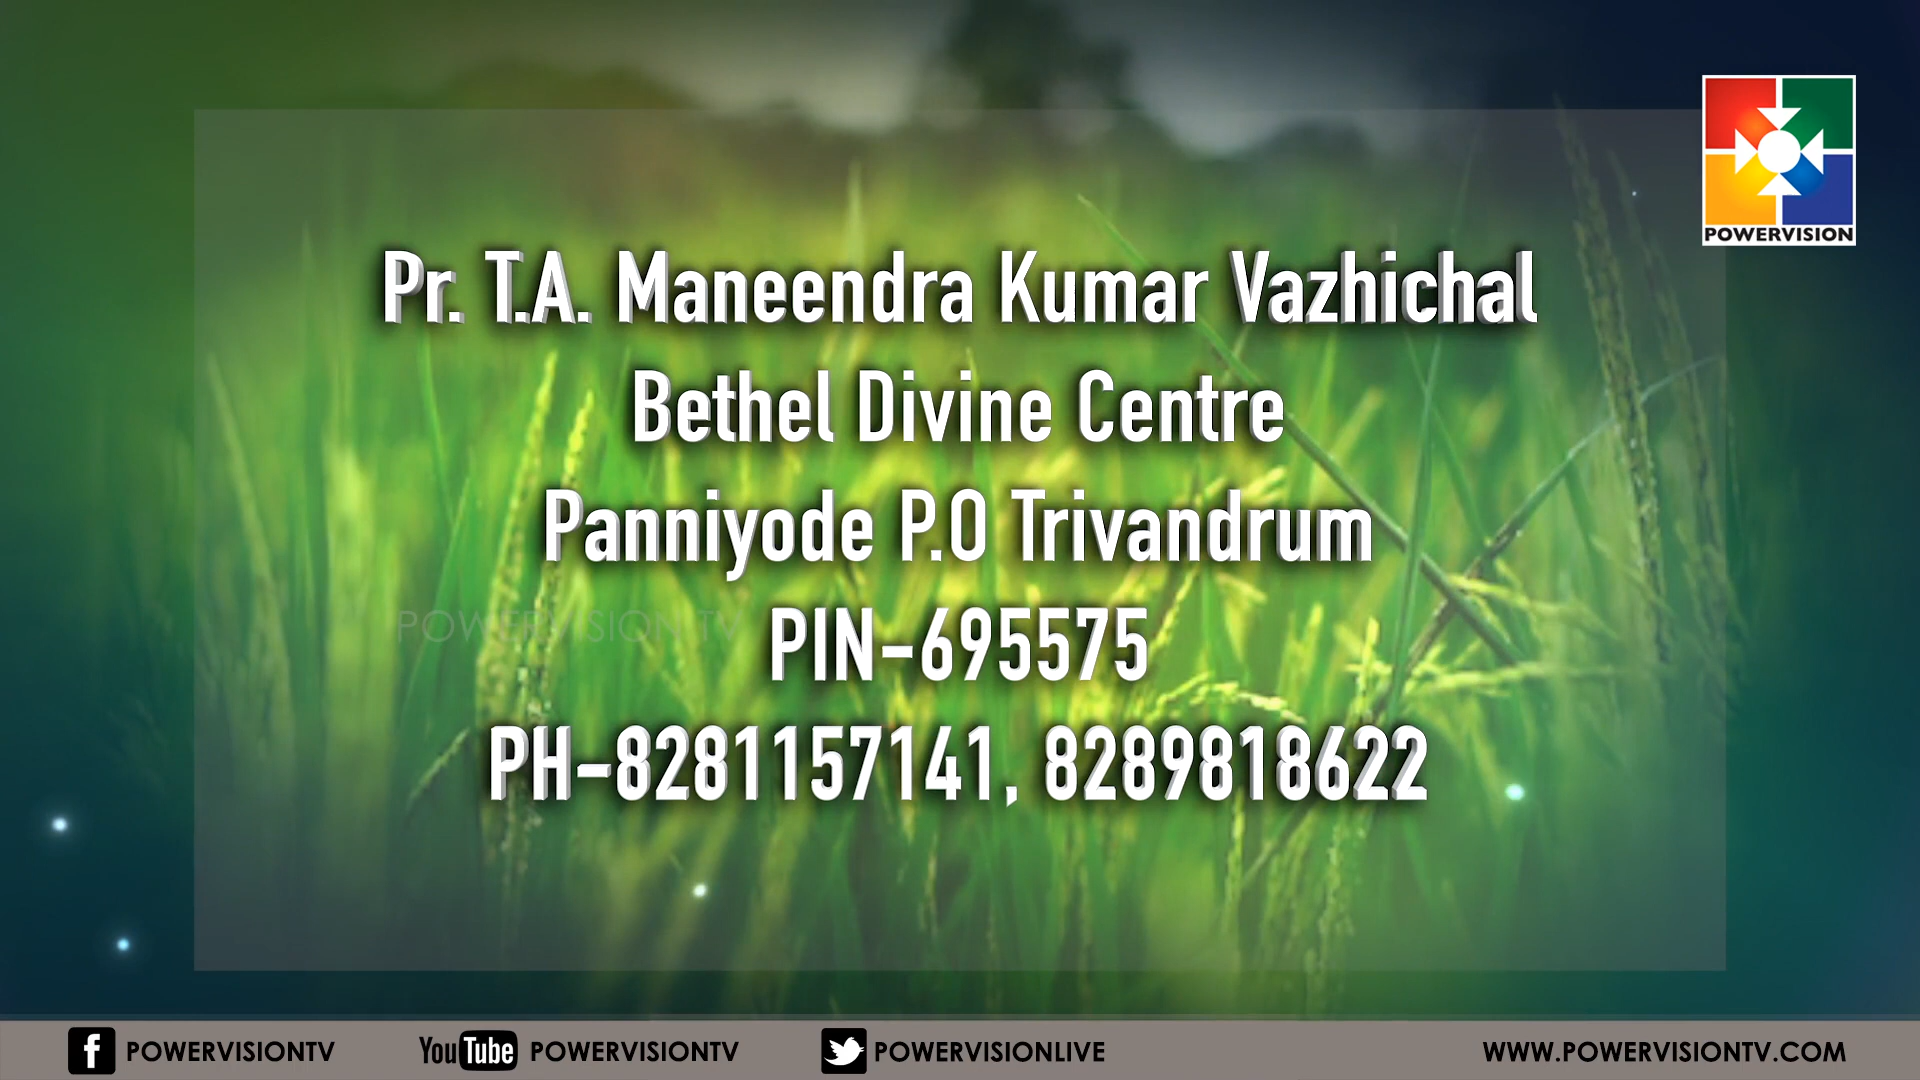 POWERVISION
Pr. T.A. Maneendra Kumar Vazhichal
Bethel Divine Centre
Panniyode P.O Trivandrum
POWERVISION TV
PIN-695575
PH-8281157141, 8289818622
f POWERVISIONTV YouTube POWERVISIONTV POWERVISIONLIVE WWW.POWERVISIONTV.COM